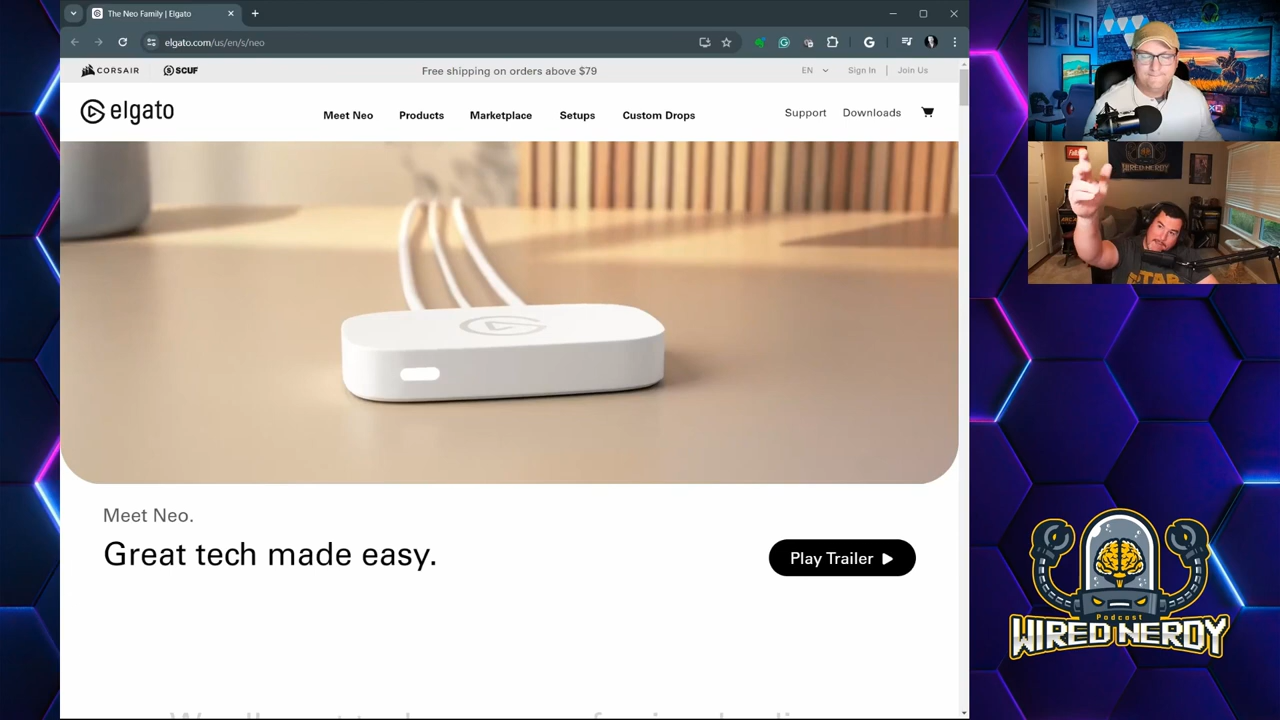 The Neo Family | Elgato
elgato.com/us/en/s/neo
CORSAIR
SCUF
Free shipping on orders above $79
EN
Sign In
Join Us
elgato
Meet Neo
Products
Marketplace
Setups
Custom Drops
Support
Downloads
Meet Neo.
Great tech made easy.
Play Trailer
WIRED NERDY
Podcast
WIRED NERDY